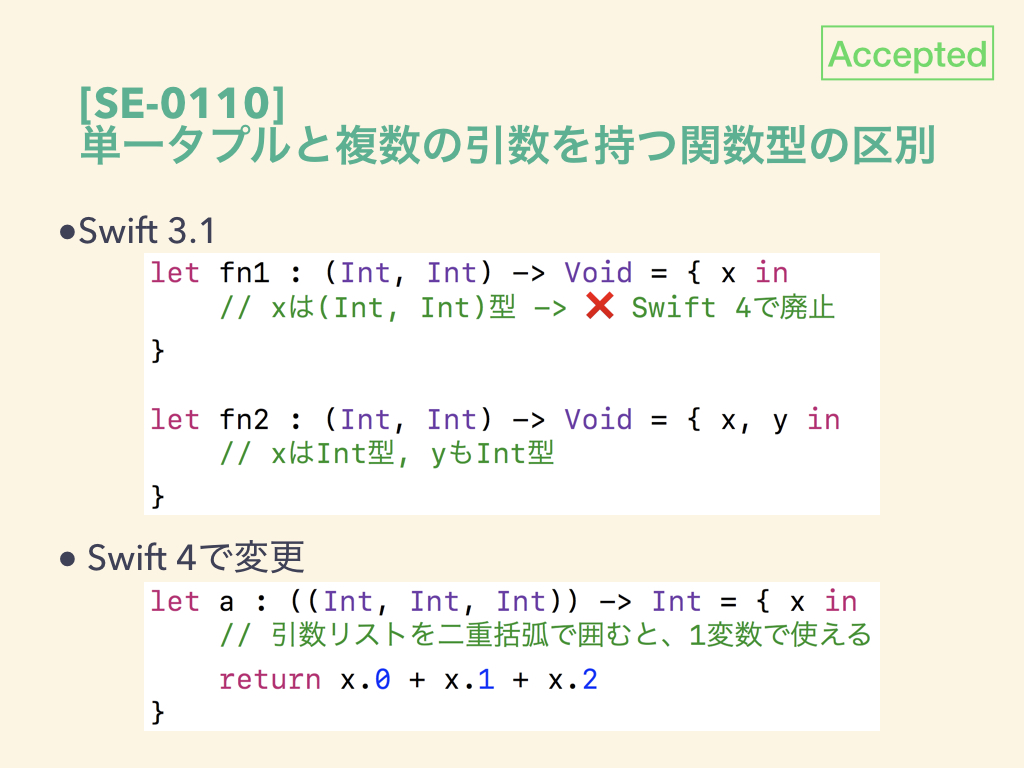 Accepted
[SE-0110]
単一タプルと複数の引数を持つ関数型の区別
•Swift 3.1
let fn1 : (Int, Int) -> Void = { x in
// xは(Int, Int)型 -> ❌ Swift 4で廃止
}
let fn2 : (Int, Int) -> Void = { x, y in
// xはInt型, yもInt型
}
• Swift 4で変更
let a : ((Int, Int, Int)) -> Int = { x in
// 引数リストを二重括弧で囲むと、1変数で使える
return x.0 + x.1 + x.2
}